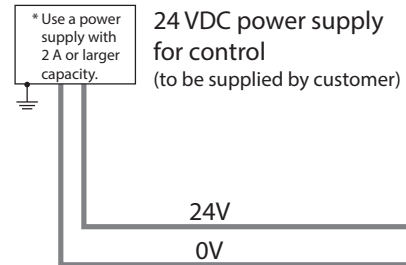 * Use a power
supply with
2 A or larger
capacity.
24 VDC power supply
for control
(to be supplied by customer)
24V
0V